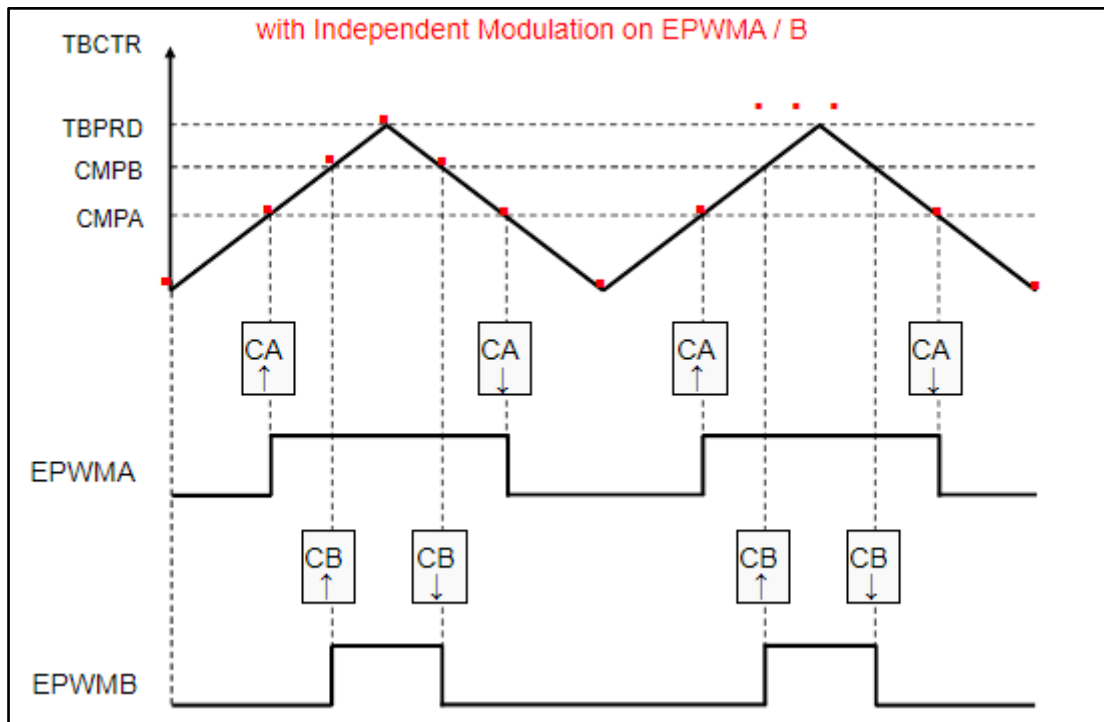 with Independent Modulation on EPWMA / B
TBCTR
TBPRD
CMPB
CMPA
CA ↑
CA ↓
CA ↑
CA ↓
EPWMA
CB ↑
CB ↓
CB ↑
CB ↓
EPWMB